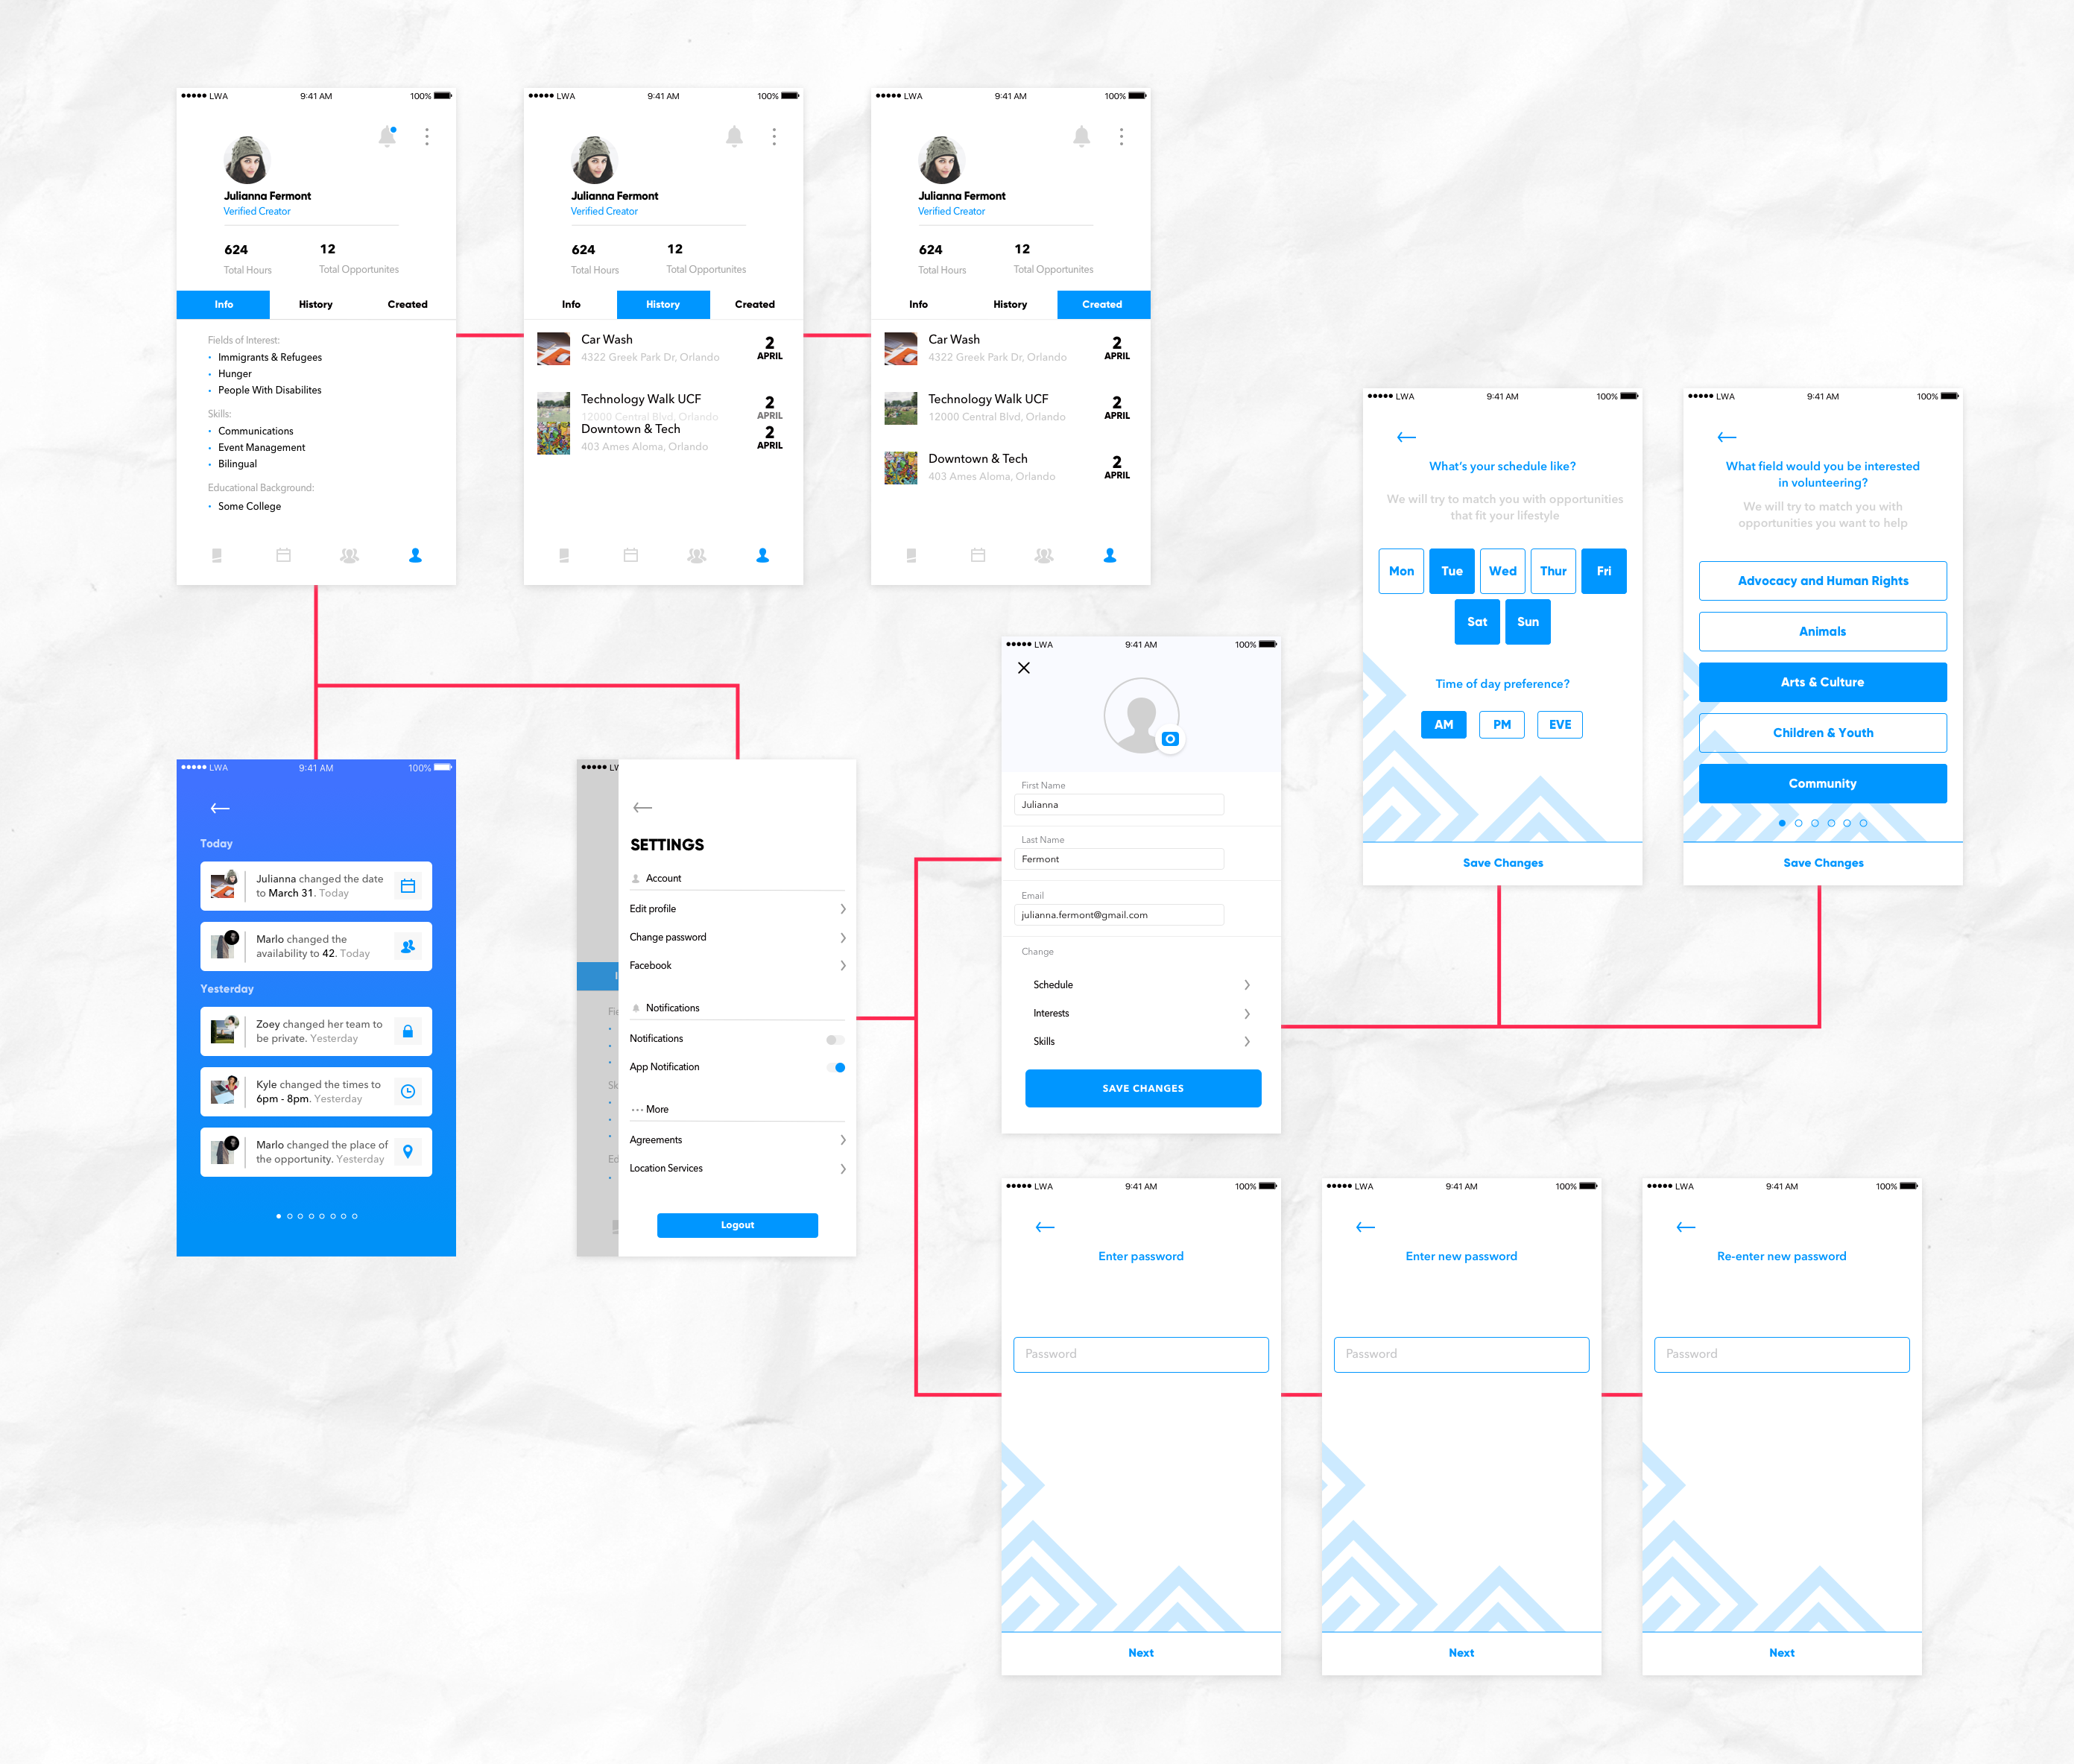 LWA 9:41 AM 100%
Julianna Fermont
Verified Creator
624 12
Total Hours Total Opportunites
Info History Created
Fields of Interest:
• Immigrants & Refugees
• Hunger
• People With Disabilites
Skills:
• Communications
• Event Management
• Bilingual
Educational Background:
• Some College
LWA 9:41 AM 100%
Julianna Fermont
Verified Creator
624 12
Total Hours Total Opportunites
Info History Created
Car Wash 2
4322 Greek Park Dr, Orlando APRIL
Technology Walk UCF 2
12000 Central Blvd, Orlando APRIL
Downtown & Tech 2
403 Ames Aloma, Orlando APRIL
LWA 9:41 AM 100%
Julianna Fermont
Verified Creator
624 12
Total Hours Total Opportunites
Info History Created
Car Wash 2
4322 Greek Park Dr, Orlando APRIL
Technology Walk UCF 2
12000 Central Blvd, Orlando APRIL
Downtown & Tech 2
403 Ames Aloma, Orlando APRIL
LWA 9:41 AM 100%
What's your schedule like?
We will try to match you with opportunities
that fit your lifestyle
Mon Tue Wed Thur Fri
Sat Sun
Time of day preference?
AM PM EVE
Save Changes
LWA 9:41 AM 100%
What field would you be interested
in volunteering?
We will try to match you with
opportunities you want to help
Advocacy and Human Rights
Animals
Arts & Culture
Children & Youth
Community
Save Changes
LWA 9:41 AM 100%
Today
Julianna changed the date
to March 31. Today
Marlo changed the
availability to 42. Today
Yesterday
Zoey changed her team to
be private. Yesterday
Kyle changed the times to
6pm - 8pm. Yesterday
Marlo changed the place of
the opportunity. Yesterday
SETTINGS
Account
Edit profile
Change password
Facebook
Notifications
Notifications
App Notification
More
Agreements
Location Services
Logout
LWA 9:41 AM 100%
First Name
Julianna
Last Name
Fermont
Email
julianna.fermont@gmail.com
Change
Schedule
Interests
Skills
SAVE CHANGES
LWA 9:41 AM 100%
Enter password
Password
Next
LWA 9:41 AM 100%
Enter new password
Password
Next
LWA 9:41 AM 100%
Re-enter new password
Password
Next